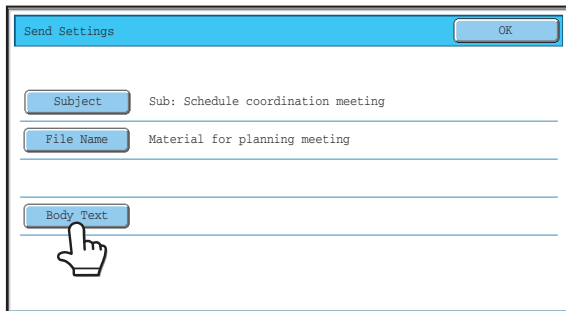 Send Settings
OK
Subject
Sub: Schedule coordination meeting
File Name
Material for planning meeting
Body Text